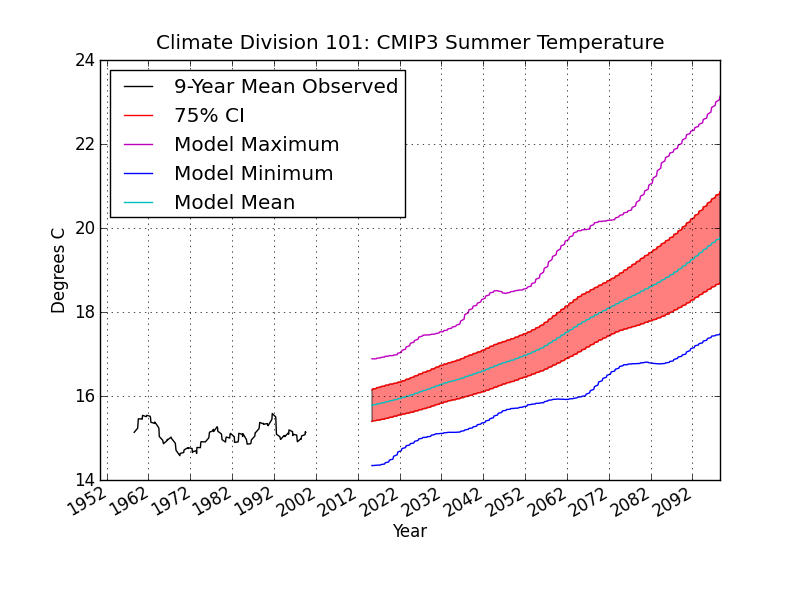 Climate Division 101: CMIP3 Summer Temperature
24
22
20
18
16
14
Degrees C
9-Year Mean Observed
75% CI
Model Maximum
Model Minimum
Model Mean
1952
1962
1972
1982
1992
2002
2012
2022
2032
2042
2052
2062
2072
2082
2092
Year